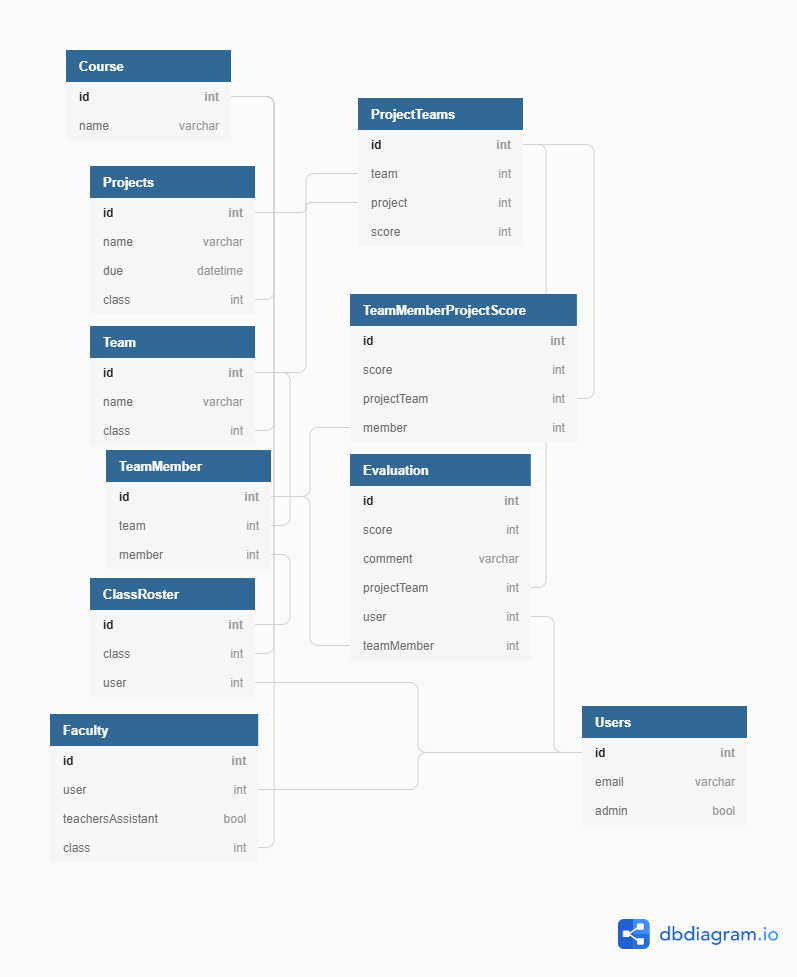 Course
id int
name varchar
Projects
id int
name varchar
due datetime
class int
Team
id int
name varchar
class int
TeamMember
id int
team int
member int
ClassRoster
id int
class int
user int
Faculty
id int
user int
teachersAssistant bool
class int
ProjectTeams
id int
team int
project int
score int
TeamMemberProjectScore
id int
score int
projectTeam int
member int
Evaluation
id int
score int
comment varchar
projectTeam int
user int
teamMember int
Users
id int
email varchar
admin bool
dbdiagram.io